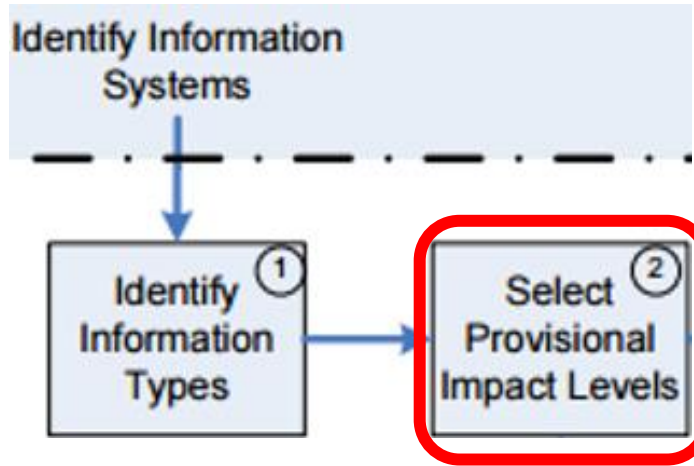 Identify Information
Systems
1
Identify
Information
Types
2
Select
Provisional
Impact Levels